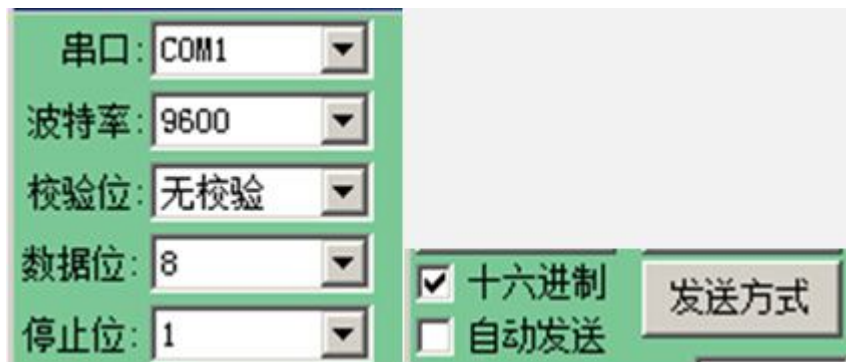 串口: COM1
波特率: 9600
校验位: 无校验
数据位: 8
停止位: 1
十六进制
自动发送
发送方式